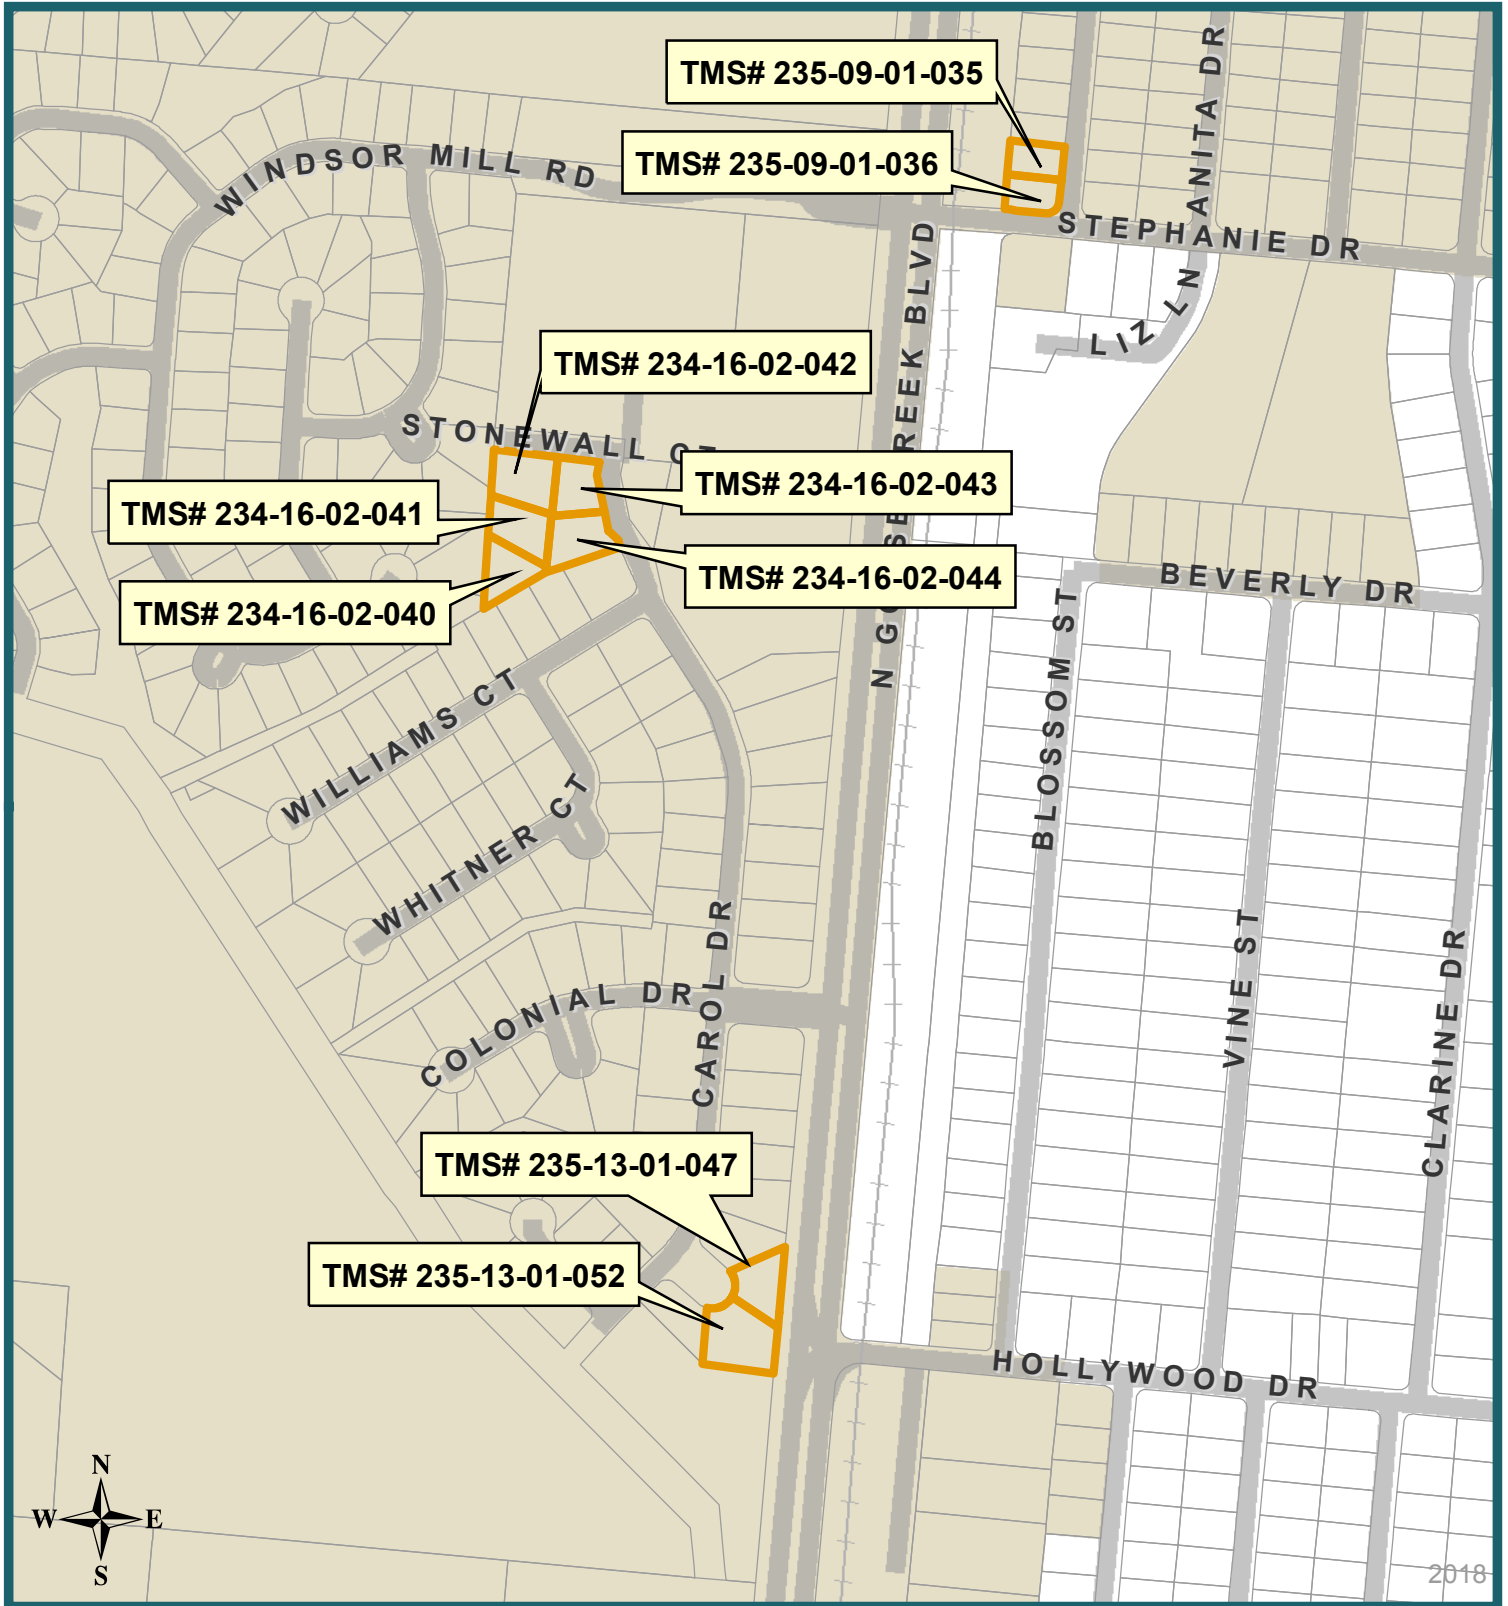 TMS# 235-09-01-035
TMS# 235-09-01-036
ANITA DR
WINDSOR MILL RD
STEPHANIE DR
LIZ LN
TMS# 234-16-02-042
STONEWALL CT
TMS# 234-16-02-043
TMS# 234-16-02-041
TMS# 234-16-02-044
TMS# 234-16-02-040
N GOOSE CREEK BLVD
BEVERLY DR
BLOSSOM ST
WILLIAMS CT
WHITNER CT
CAROL DR
VINE ST
CLARINE DR
COLONIAL DR
TMS# 235-13-01-047
TMS# 235-13-01-052
HOLLYWOOD DR
N
W E
S
2018